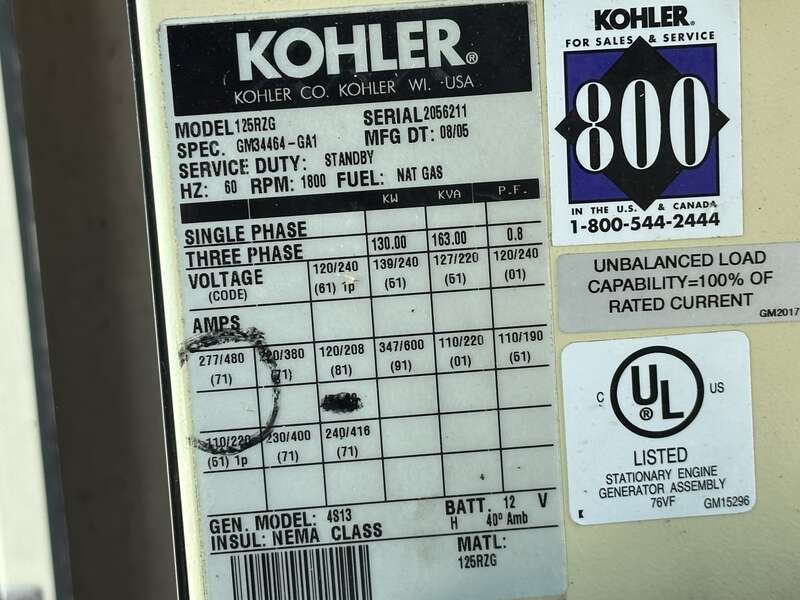 KOHLER®
KOHLER CO. KOHLER WI. -USA
MODEL 125RZG SERIAL 2056211
SPEC. GM34464-GA1 MFG DT: 08/05
SERVICE DUTY: STANDBY
HZ: 60 RPM: 1800 FUEL: NAT GAS
KW KVA P.F.
SINGLE PHASE
THREE PHASE 130.00 163.00 0.8
VOLTAGE 120/240 139/240 127/220 120/240
(CODE) (61) 1p (51) (51) (01)
AMPS
277/480 220/380 120/208 347/600 110/220 110/190
(71) (71) (81) (91) (01) (61)
110/220 230/400 240/416
(61) 1p (71) (71)
GEN. MODEL: 4S13 BATT. 12 V
INSUL: NEMA CLASS H 40° Amb
MATL:
125RZG
KOHLER®
FOR SALES & SERVICE
800
IN THE U.S. & CANADA
1-800-544-2444
UNBALANCED LOAD
CAPABILITY=100% OF
RATED CURRENT
GM2017
C UL® US
LISTED
STATIONARY ENGINE
GENERATOR ASSEMBLY
76VF GM15296